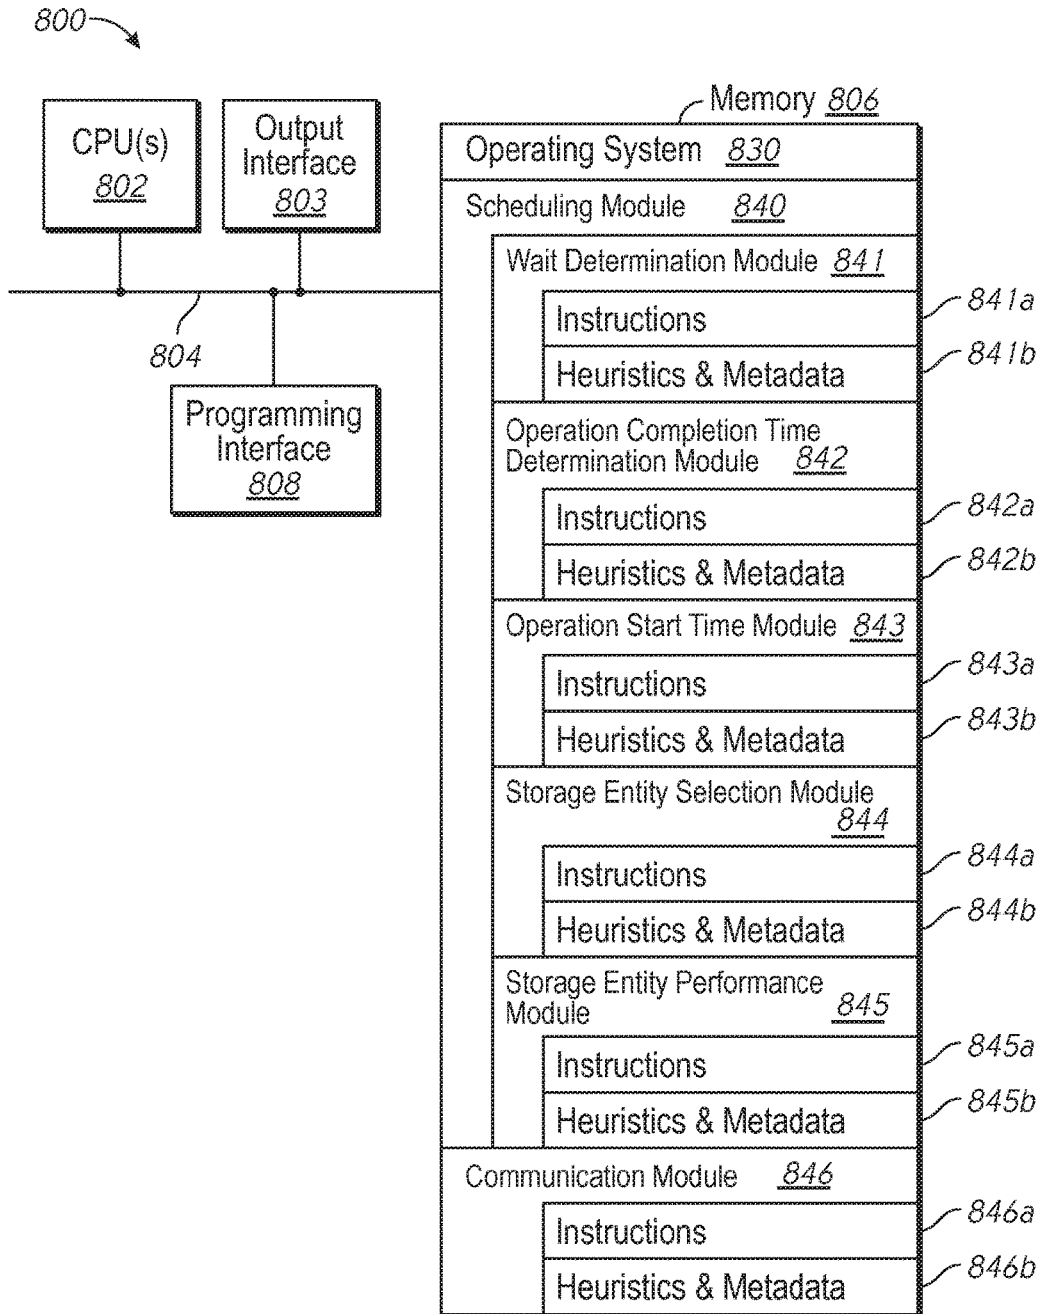 800
CPU(s)
802
Output
Interface
803
804
Programming
Interface
808
Memory 806
Operating System 830
Scheduling Module 840
Wait Determination Module 841
Instructions
841a
Heuristics & Metadata
841b
Operation Completion Time
Determination Module 842
Instructions
842a
Heuristics & Metadata
842b
Operation Start Time Module 843
Instructions
843a
Heuristics & Metadata
843b
Storage Entity Selection Module
844
Instructions
844a
Heuristics & Metadata
844b
Storage Entity Performance
Module 845
Instructions
845a
Heuristics & Metadata
845b
Communication Module 846
Instructions
846a
Heuristics & Metadata
846b